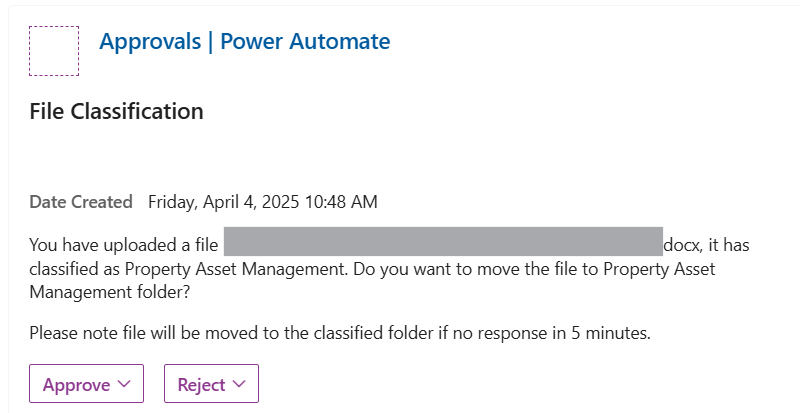 Approvals | Power Automate
File Classification
Date Created Friday, April 4, 2025 10:48 AM
You have uploaded a file docx, it has
classified as Property Asset Management. Do you want to move the file to Property Asset
Management folder?
Please note file will be moved to the classified folder if no response in 5 minutes.
Approve Reject